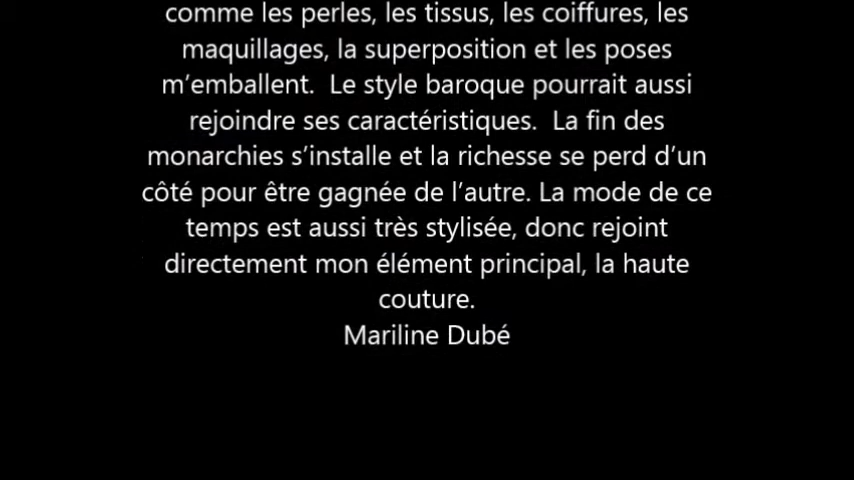 comme les perles, les tissus, les coiffures, les
maquillages, la superposition et les poses
m’emballent.  Le style baroque pourrait aussi
rejoindre ses caractéristiques.  La fin des
monarchies s’installe et la richesse se perd d’un
côté pour être gagnée de l’autre. La mode de ce
temps est aussi très stylisée, donc rejoint
directement mon élément principal, la haute
couture.
Mariline Dubé